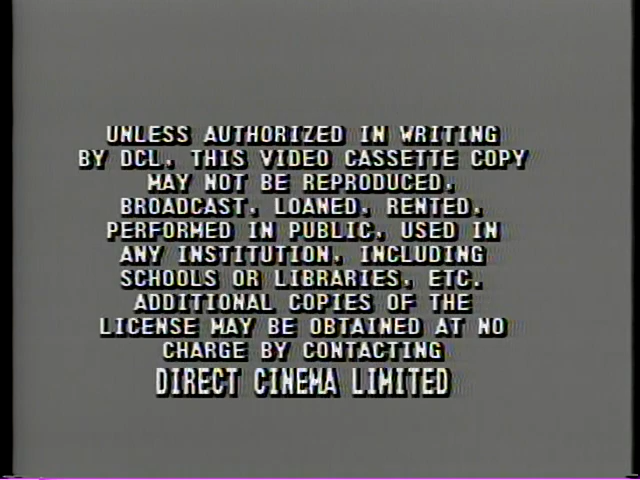 UNLESS AUTHORIZED IN WRITING
BY DCL, THIS VIDEO CASSETTE COPY
MAY NOT BE REPRODUCED,
BROADCAST, LOANED, RENTED,
PERFORMED IN PUBLIC, USED IN
ANY INSTITUTION, INCLUDING
SCHOOLS OR LIBRARIES, ETC.
ADDITIONAL COPIES OF THE
LICENSE MAY BE OBTAINED AT NO
CHARGE BY CONTACTING
DIRECT CINEMA LIMITED